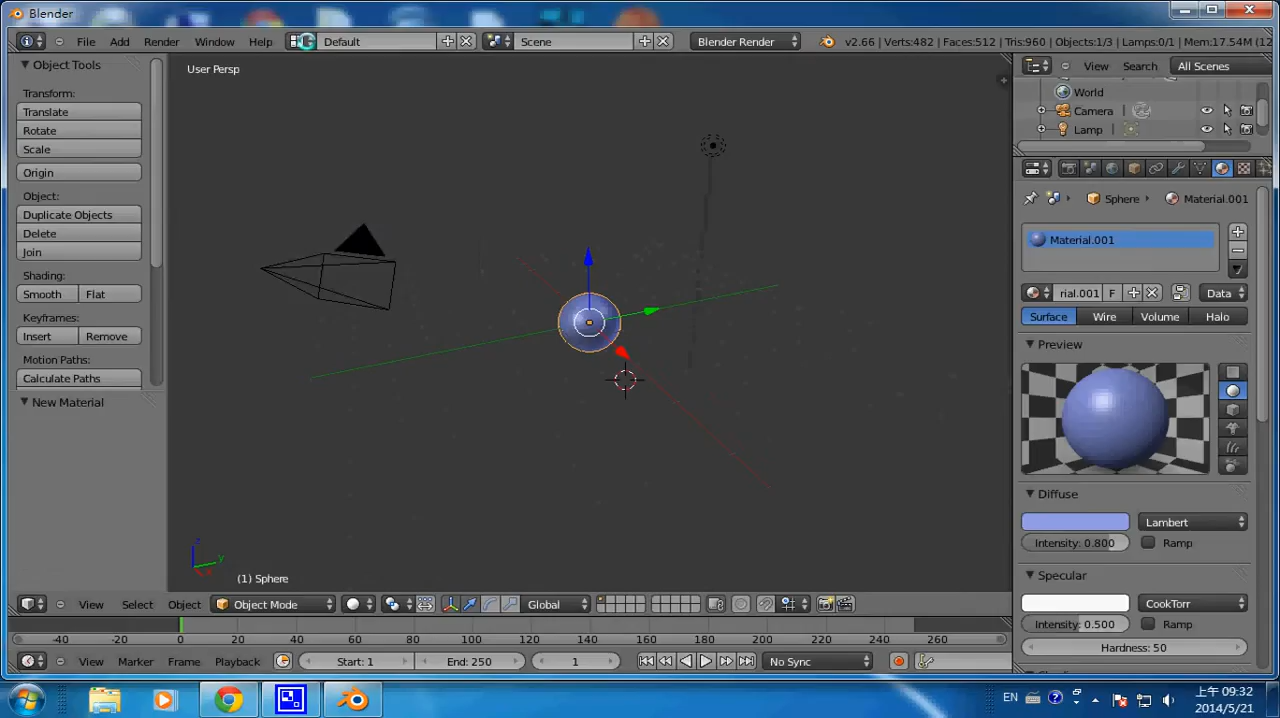 Blender
File Add Render Window Help Default Scene Blender Render v2.66 | Verts:482 | Faces:512 | Tris:960 | Objects:1/3 | Lamps:0/1 | Mem:17.54M (12
Object Tools
Transform:
Translate
Rotate
Scale
Origin
Object:
Duplicate Objects
Delete
Join
Shading:
Smooth Flat
Keyframes:
Insert Remove
Motion Paths:
Calculate Paths
New Material
User Persp
z
y
(1) Sphere
View Search All Scenes
World
Camera
Lamp
Sphere Material.001
Material.001
rial.001 F Data
Surface Wire Volume Halo
Preview
Diffuse
Lambert
Intensity: 0.800 Ramp
Specular
CookTorr
Intensity: 0.500 Ramp
Hardness: 50
View Select Object Object Mode Global
-40 -20 0 20 40 60 80 100 120 140 160 180 200 220 240 260
View Marker Frame Playback Start: 1 End: 250 1 No Sync
EN
上午 09:32
2014/5/21